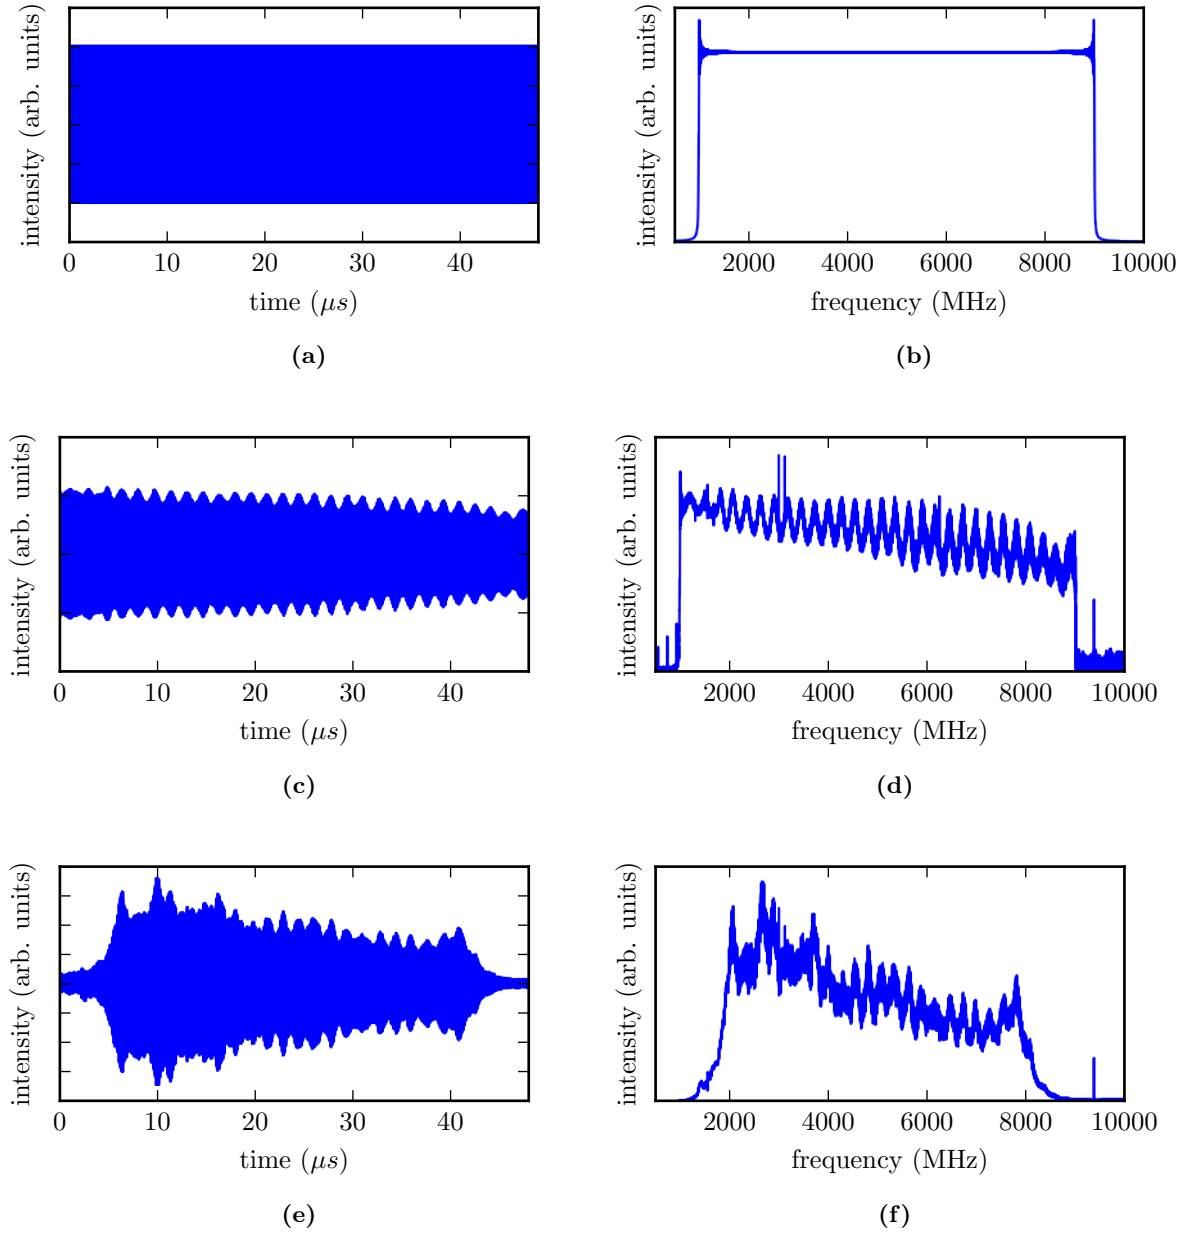 intensity (arb. units)
0 10 20 30 40
time (μs)
(a)
intensity (arb. units)
2000 4000 6000 8000 10000
frequency (MHz)
(b)
intensity (arb. units)
0 10 20 30 40
time (μs)
(c)
intensity (arb. units)
2000 4000 6000 8000 10000
frequency (MHz)
(d)
intensity (arb. units)
0 10 20 30 40
time (μs)
(e)
intensity (arb. units)
2000 4000 6000 8000 10000
frequency (MHz)
(f)